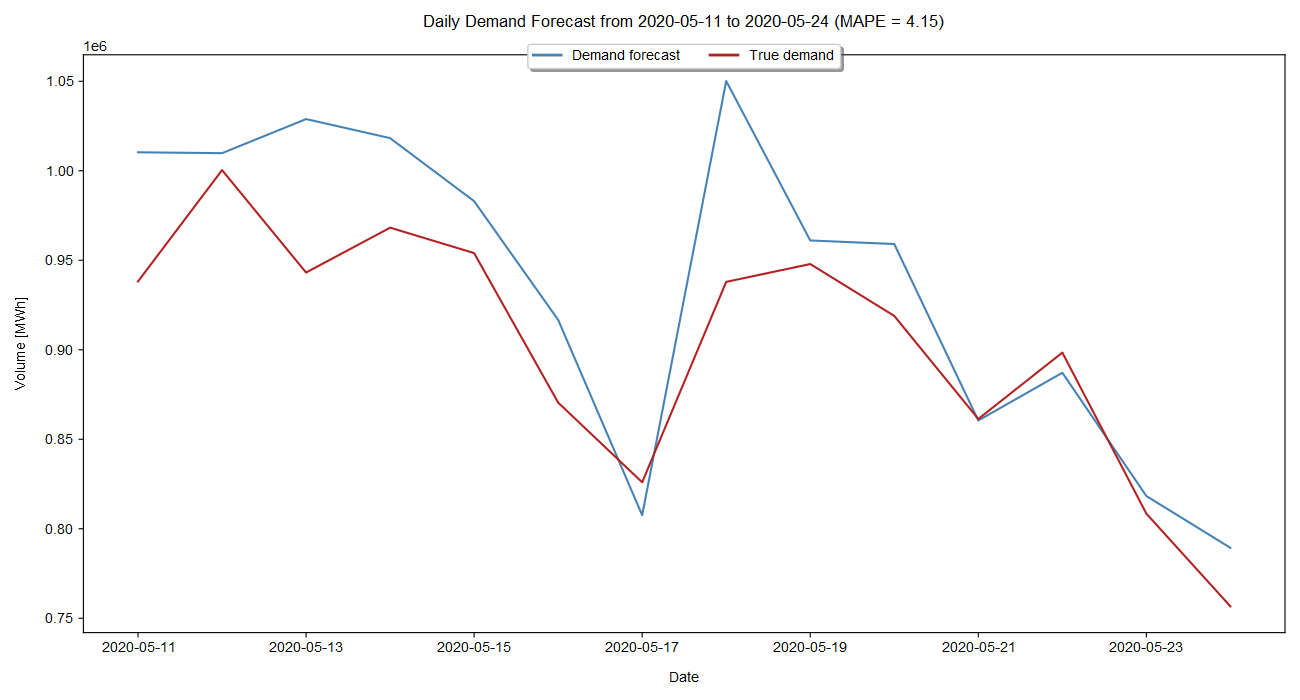 Daily Demand Forecast from 2020-05-11 to 2020-05-24 (MAPE = 4.15)
1e6
Demand forecast True demand
1.05
1.00
0.95
0.90
0.85
0.80
0.75
Volume [MWh]
2020-05-11 2020-05-13 2020-05-15 2020-05-17 2020-05-19 2020-05-21 2020-05-23
Date